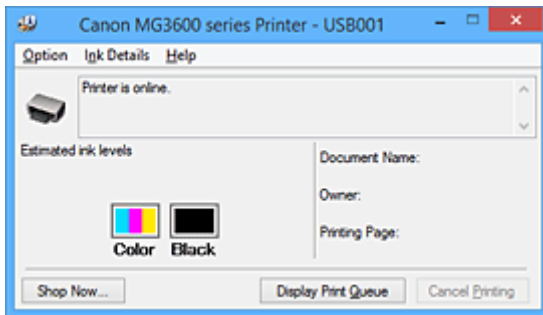 Canon MG3600 series Printer - USB001
Option Ink Details Help
Printer is online.
Estimated ink levels
Document Name:
Owner:
Printing Page:
Color Black
Shop Now... Display Print Queue Cancel Printing